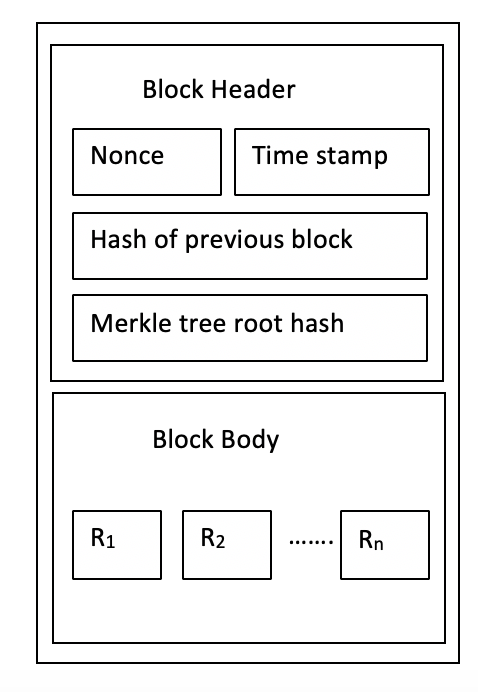 Block Header
Nonce Time stamp
Hash of previous block
Merkle tree root hash
Block Body
R1 R2 ....... Rn